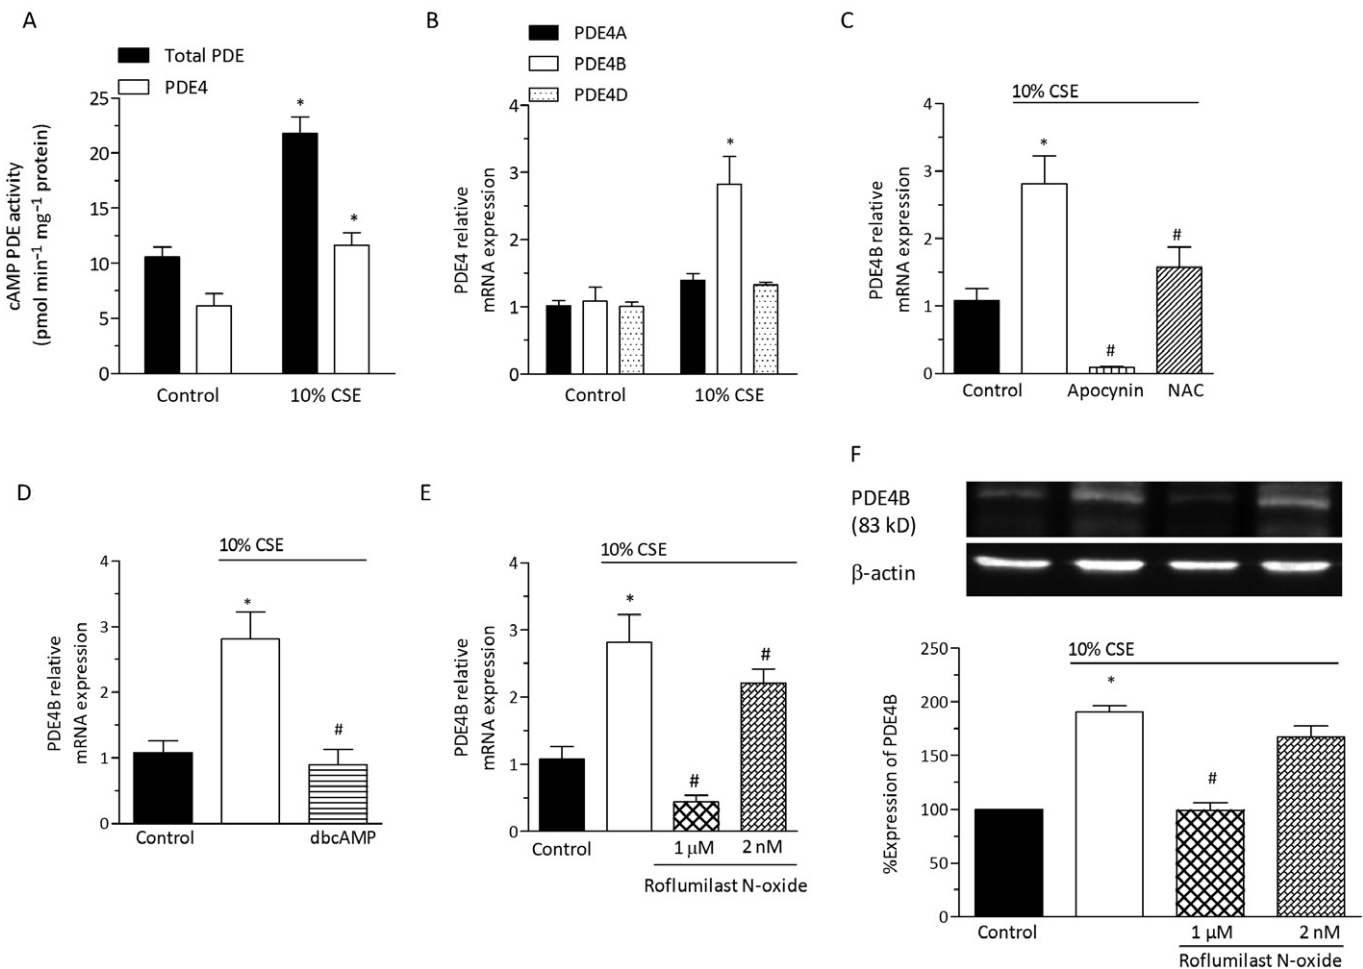 A
Total PDE
PDE4
*
*
25
20
15
10
5
0
cAMP PDE activity
(pmol min⁻¹ mg⁻¹ protein)
Control
10% CSE
B
PDE4A
PDE4B
PDE4D
*
4
3
2
1
0
PDE4 relative
mRNA expression
Control
10% CSE
C
10% CSE
*
#
#
4
3
2
1
0
PDE4B relative
mRNA expression
Control
Apocynin
NAC
D
10% CSE
*
#
4
3
2
1
0
PDE4B relative
mRNA expression
Control
dbcAMP
E
10% CSE
*
#
#
4
3
2
1
0
PDE4B relative
mRNA expression
Control
1 μM
2 nM
Roflumilast N-oxide
F
PDE4B
(83 kD)
β-actin
10% CSE
*
#
250
200
150
100
50
0
%Expression of PDE4B
Control
1 μM
2 nM
Roflumilast N-oxide